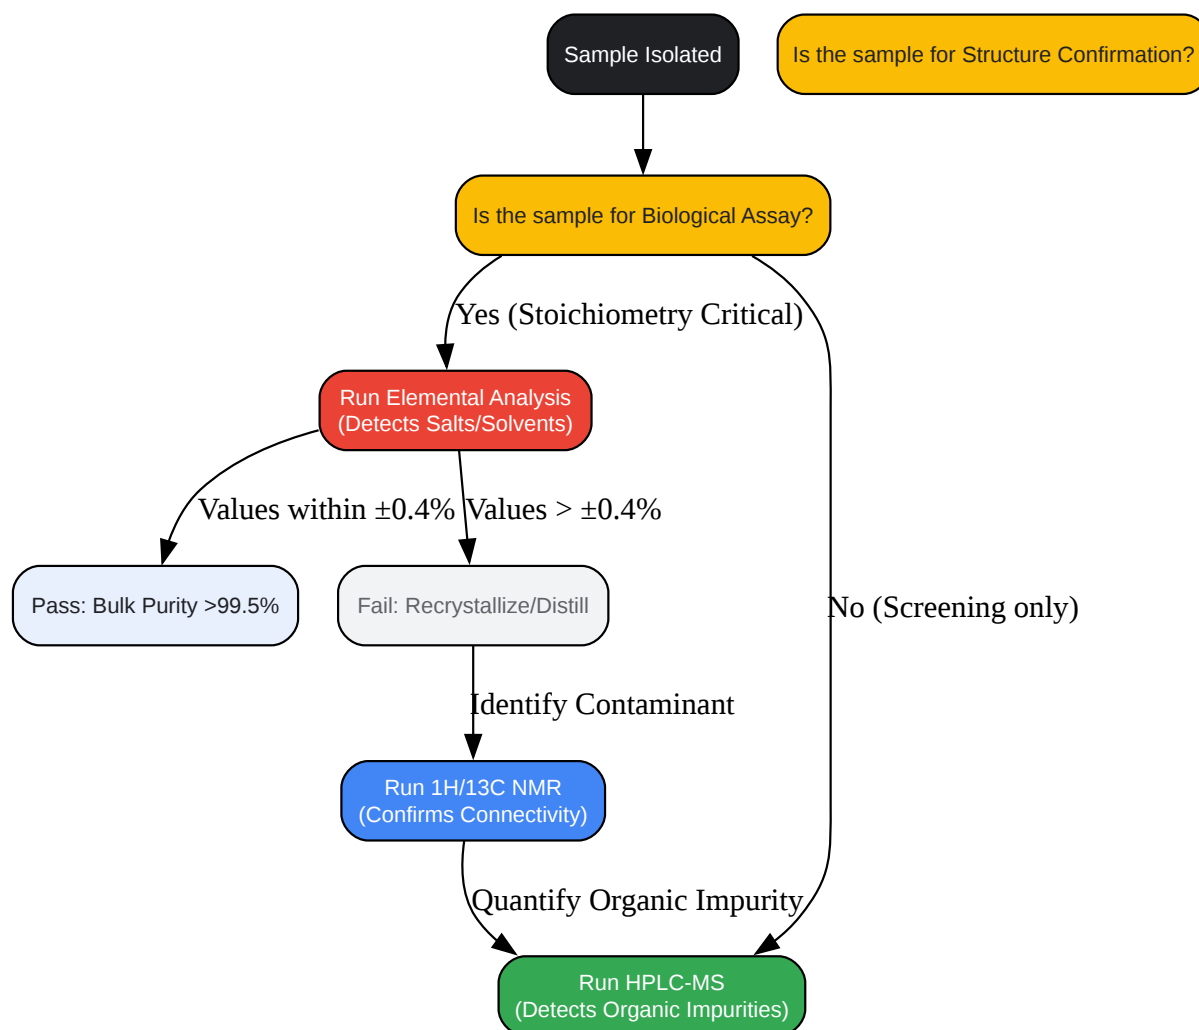 Sample Isolated
Is the sample for Structure Confirmation?
Is the sample for Biological Assay?
Yes (Stoichiometry Critical)
Run Elemental Analysis
(Detects Salts/Solvents)
Values within ±0.4%
Values > ±0.4%
Pass: Bulk Purity >99.5%
Fail: Recrystallize/Distill
No (Screening only)
Identify Contaminant
Run 1H/13C NMR
(Confirms Connectivity)
Quantify Organic Impurity
Run HPLC-MS
(Detects Organic Impurities)